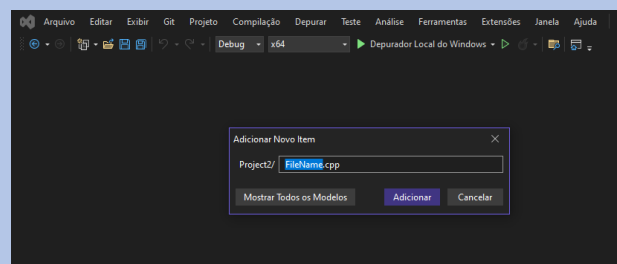 Arquivo Editar Exibir Git Projeto Compilação Depurar Teste Análise Ferramentas Extensões Janela Ajuda
Debug x64 Depurador Local do Windows
Adicionar Novo Item
Project2/ FileName.cpp
Mostrar Todos os Modelos Adicionar Cancelar